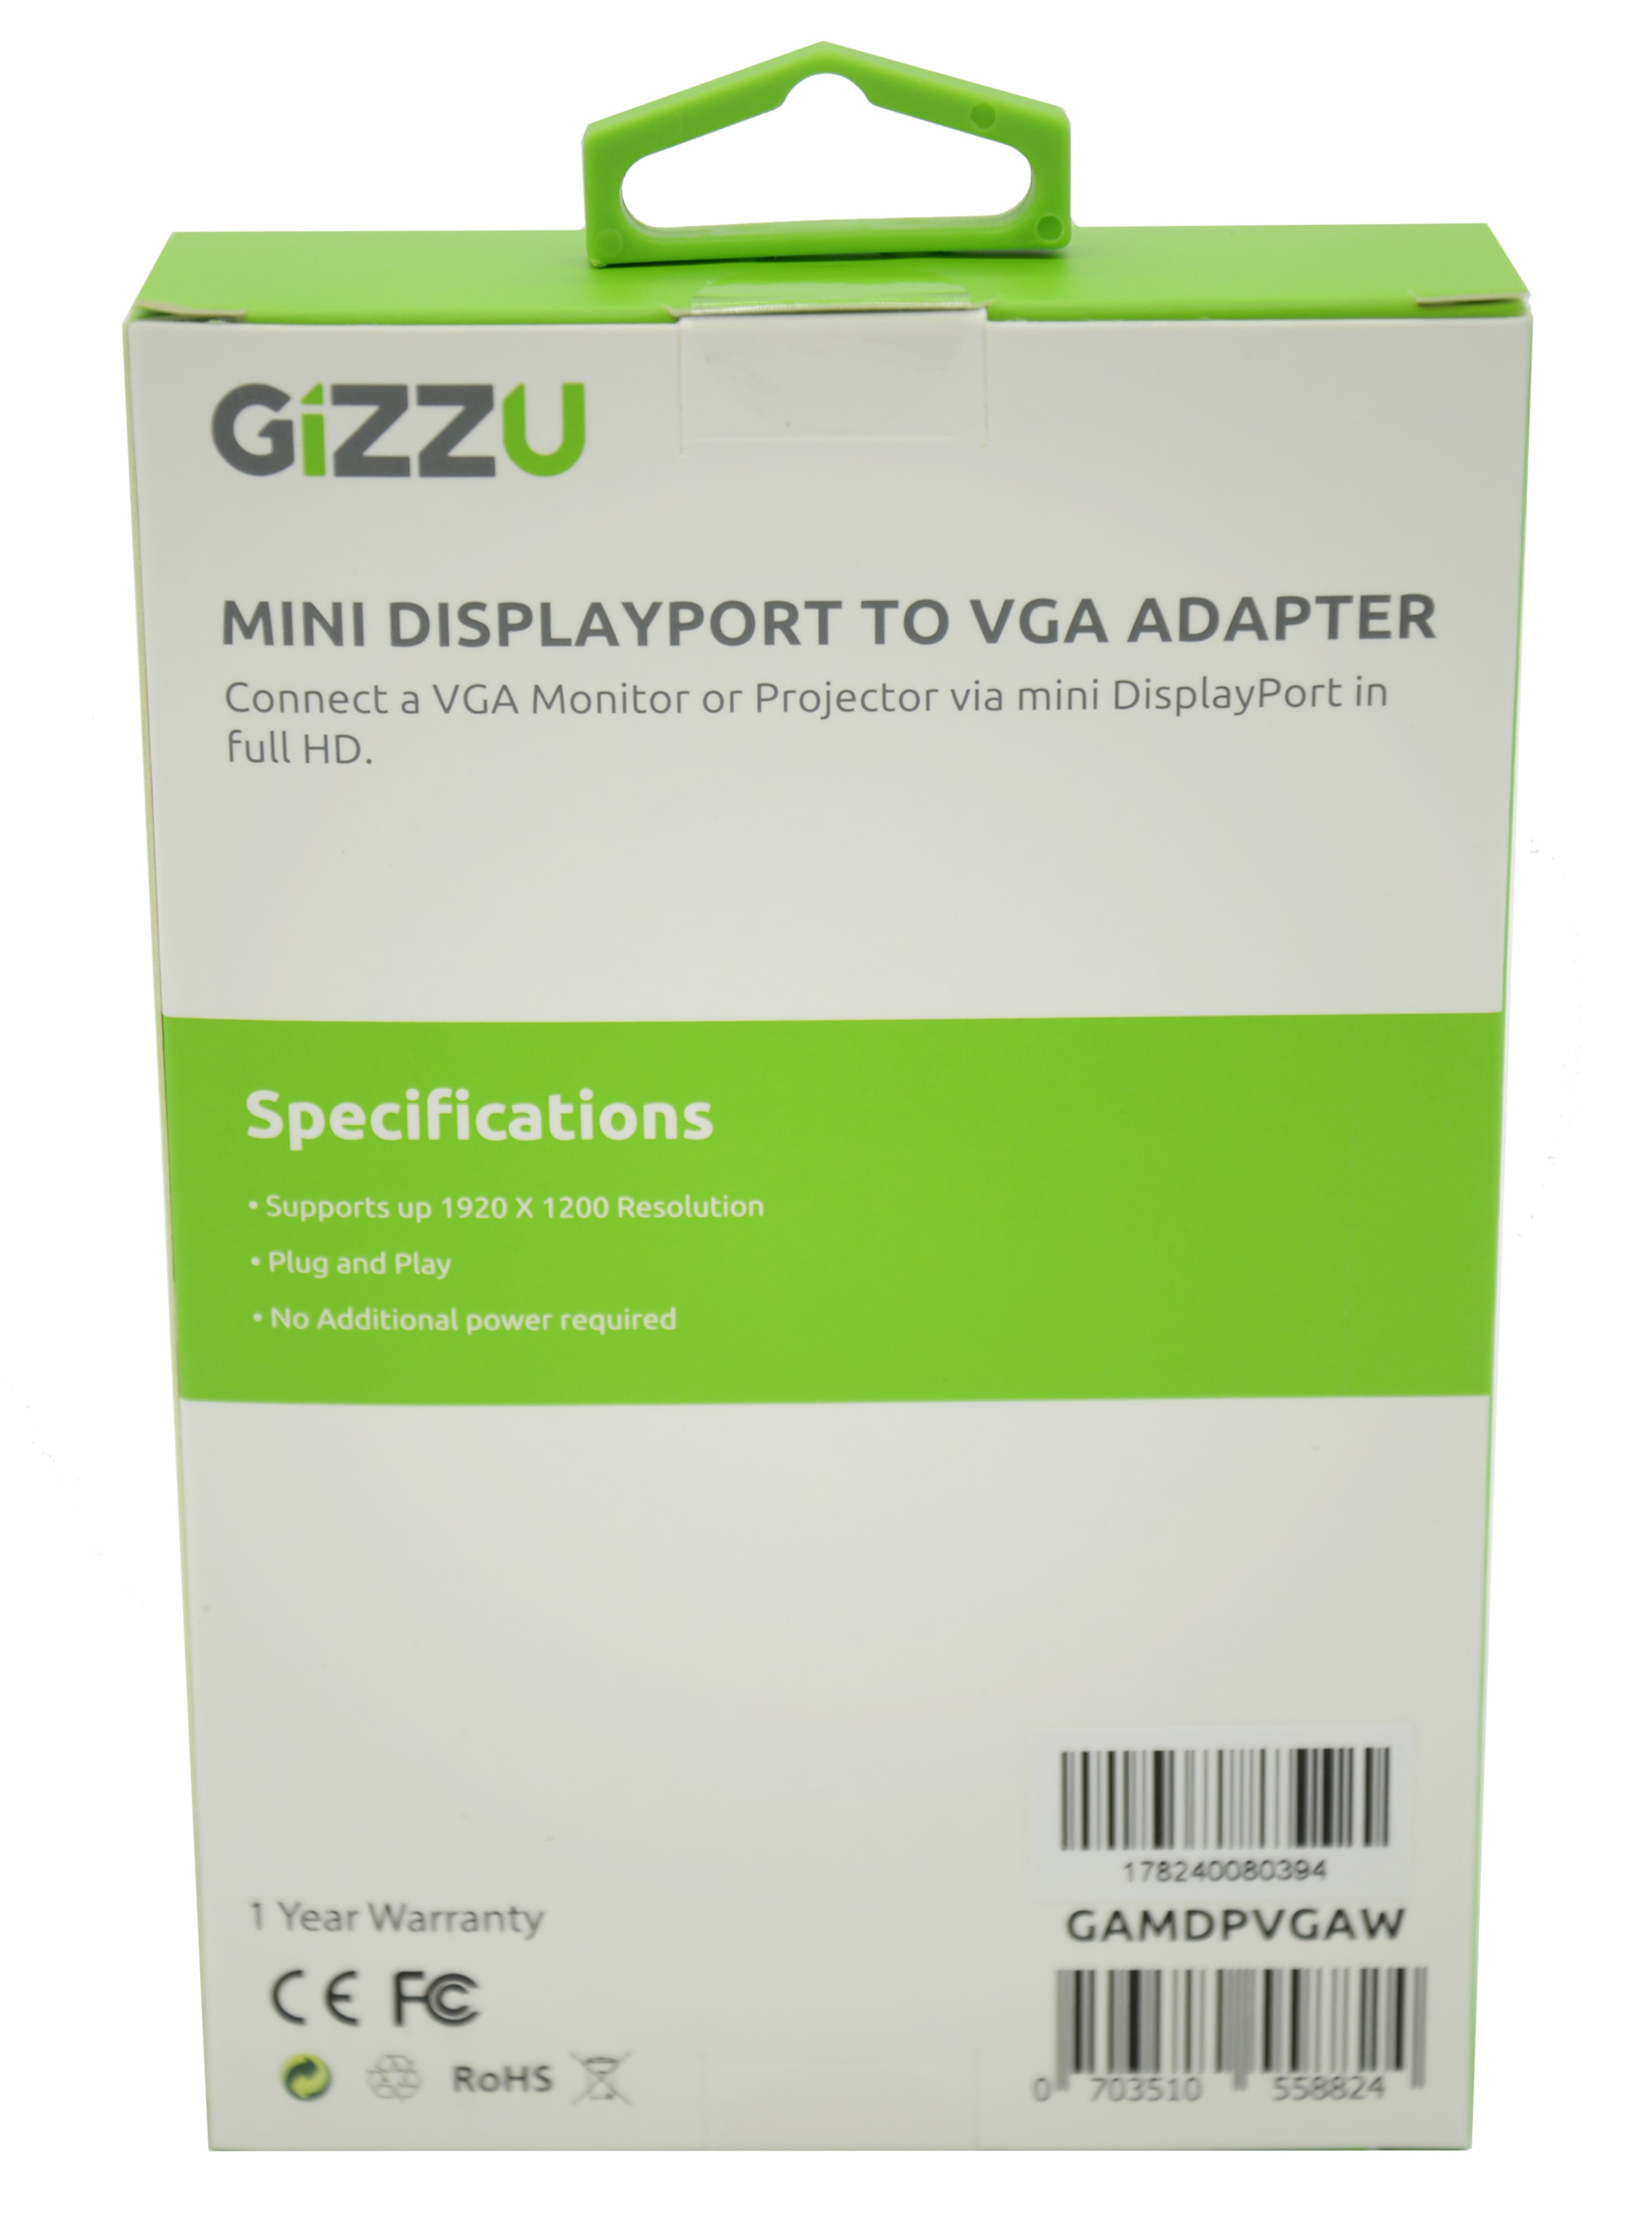 GiZZU
MINI DISPLAYPORT TO VGA ADAPTER
Connect a VGA Monitor or Projector via mini DisplayPort in
full HD.
Specifications
• Supports up 1920 X 1200 Resolution
• Plug and Play
• No Additional power required
1 Year Warranty
CE FC
RoHS
178240080394
GAMDPVGAW
0 703510 558824